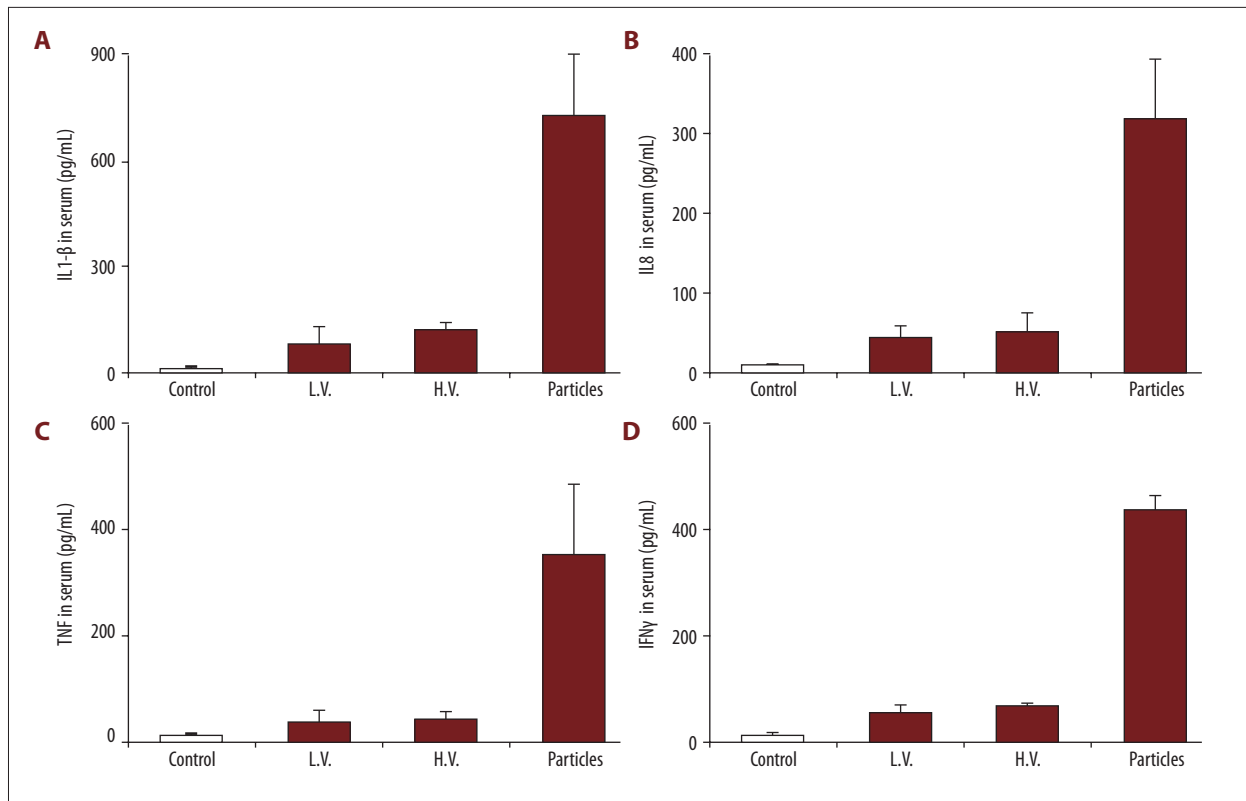 A
900
600
300
0
IL1-β in serum (pg/mL)
Control L.V. H.V. Particles
B
400
300
200
100
0
IL8 in serum (pg/mL)
Control L.V. H.V. Particles
C
600
400
200
0
TNF in serum (pg/mL)
Control L.V. H.V. Particles
D
600
400
200
0
IFNγ in serum (pg/mL)
Control L.V. H.V. Particles